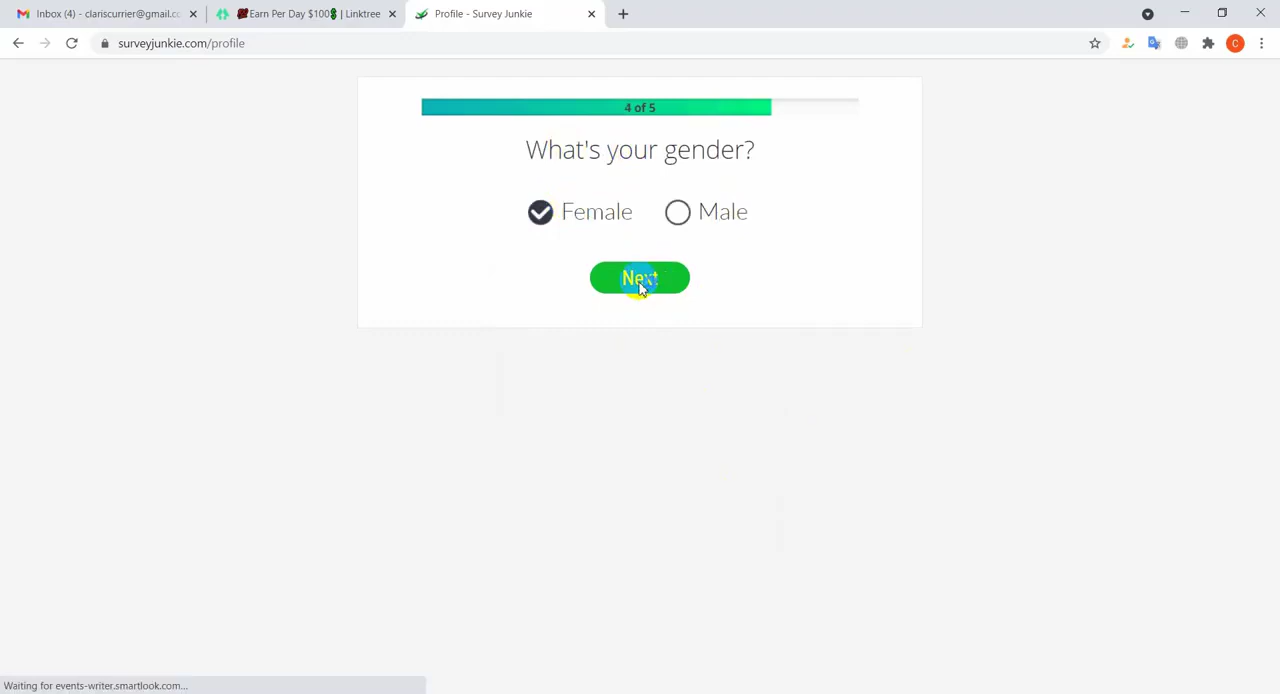 Inbox (4) - clariscurrier@gmail.co
Earn Per Day $100 | Linktree
Profile - Survey Junkie
surveyjunkie.com/profile
C
4 of 5
What's your gender?
Female
Male
Next
Waiting for events-writer.smartlook.com...